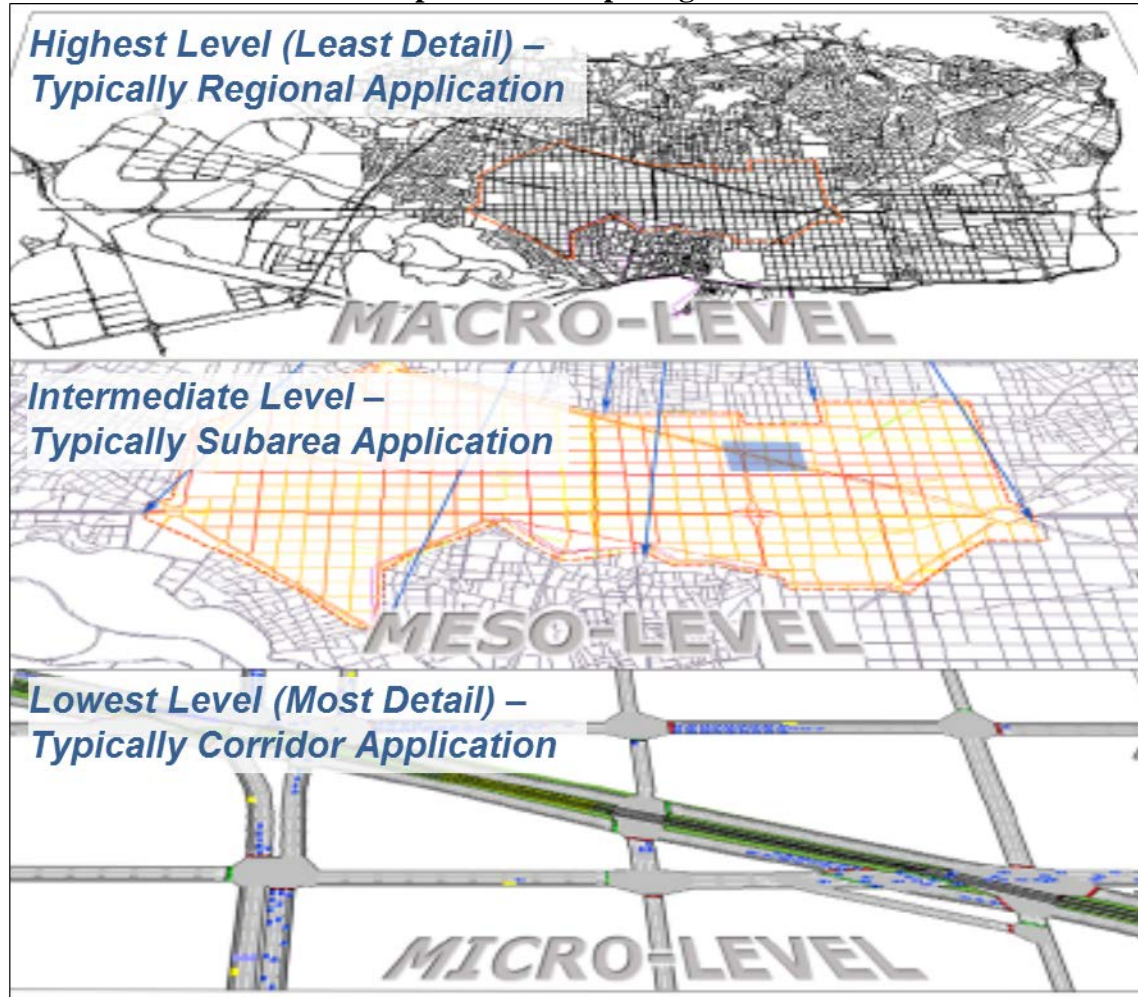 Highest Level (Least Detail) –
Typically Regional Application
MACRO-LEVEL
Intermediate Level –
Typically Subarea Application
MESO-LEVEL
Lowest Level (Most Detail) –
Typically Corridor Application
MICRO-LEVEL